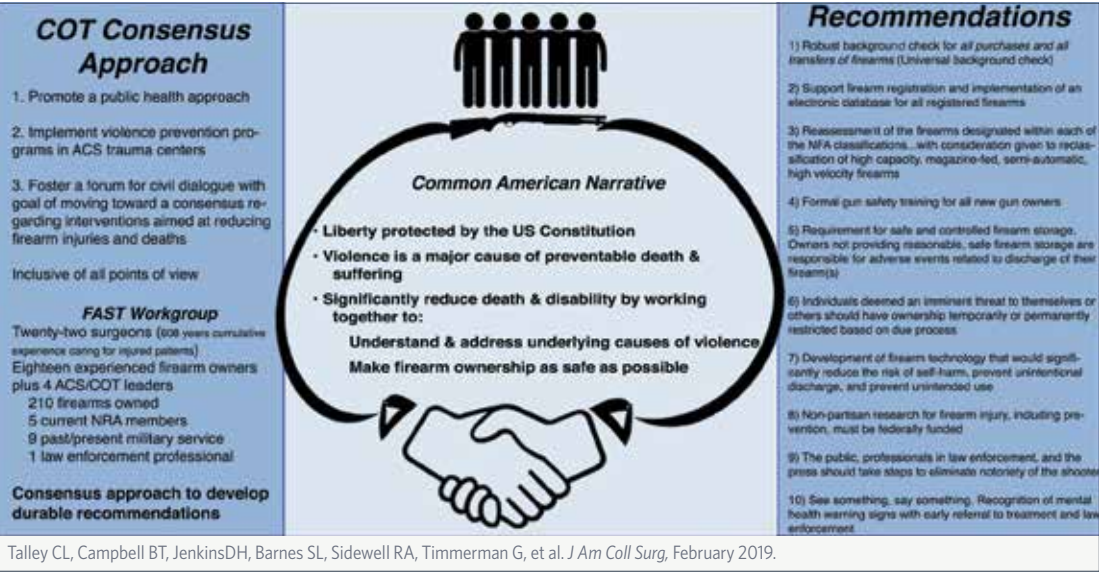 COT Consensus
Approach
1. Promote a public health approach
2. Implement violence prevention pro-
grams in ACS trauma centers
3. Foster a forum for civil dialogue with
goal of moving toward a consensus re-
garding interventions aimed at reducing
firearm injuries and deaths
Inclusive of all points of view
FAST Workgroup
Twenty-two surgeons (608 years cumulative
experience caring for injured patients)
Eighteen experienced firearm owners
plus 4 ACS/COT leaders
210 firearms owned
5 current NRA members
9 past/present military service
1 law enforcement professional
Consensus approach to develop
durable recommendations
Common American Narrative
· Liberty protected by the US Constitution
· Violence is a major cause of preventable death &
suffering
· Significantly reduce death & disability by working
together to:
Understand & address underlying causes of violence
Make firearm ownership as safe as possible
Recommendations
1) Robust background check for all purchases and all
transfers of firearms (Universal background check)
2) Support firearm registration and implementation of an
electronic database for all registered firearms
3) Reassessment of the firearms designated within each of
the NFA classifications...with consideration given to reclas-
sification of high capacity, magazine-fed, semi-automatic,
high velocity firearms
4) Formal gun safety training for all new gun owners
5) Requirement for safe and controlled firearm storage.
Owners not providing reasonable, safe firearm storage are
responsible for adverse events related to discharge of their
firearm(s)
6) Individuals deemed an imminent threat to themselves or
others should have ownership temporarily or permanently
restricted based on due process
7) Development of firearm technology that would signifi-
cantly reduce the risk of self-harm, prevent unintentional
discharge, and prevent unintended use
8) Non-partisan research for firearm injury, including pre-
vention, must be federally funded
9) The public, professionals in law enforcement, and the
press should take steps to eliminate notoriety of the shooter
10) See something, say something. Recognition of mental
health warning signs with early referral to treatment and law
enforcement
Talley CL, Campbell BT, JenkinsDH, Barnes SL, Sidewell RA, Timmerman G, et al. J Am Coll Surg, February 2019.